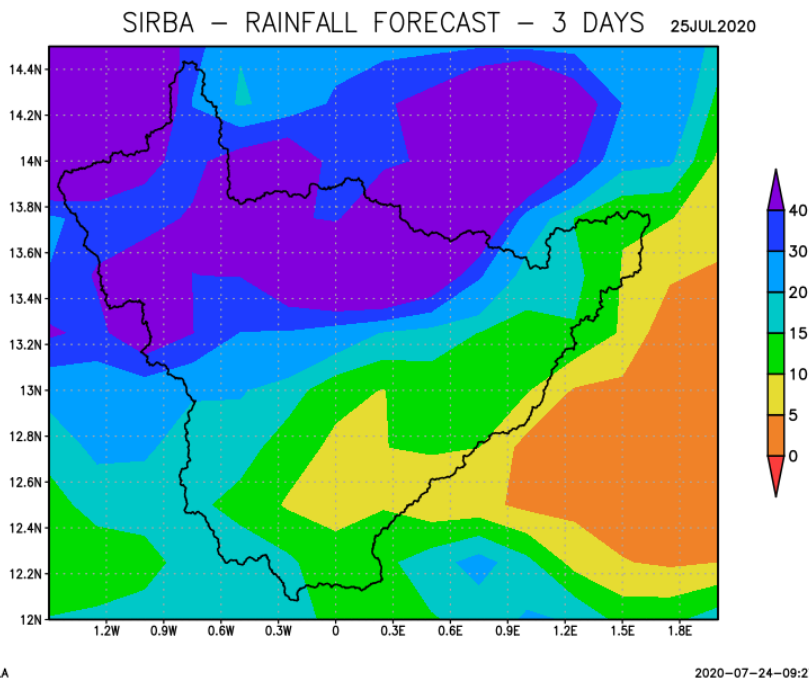 SIRBA - RAINFALL FORECAST - 3 DAYS 25JUL2020
14.4N
14.2N
14N
13.8N
13.6N
13.4N
13.2N
13N
12.8N
12.6N
12.4N
12.2N
12N
1.2W 0.9W 0.6W 0.3W 0 0.3E 0.6E 0.9E 1.2E 1.5E 1.8E
40
30
20
15
10
5
0
A 2020-07-24-09:2